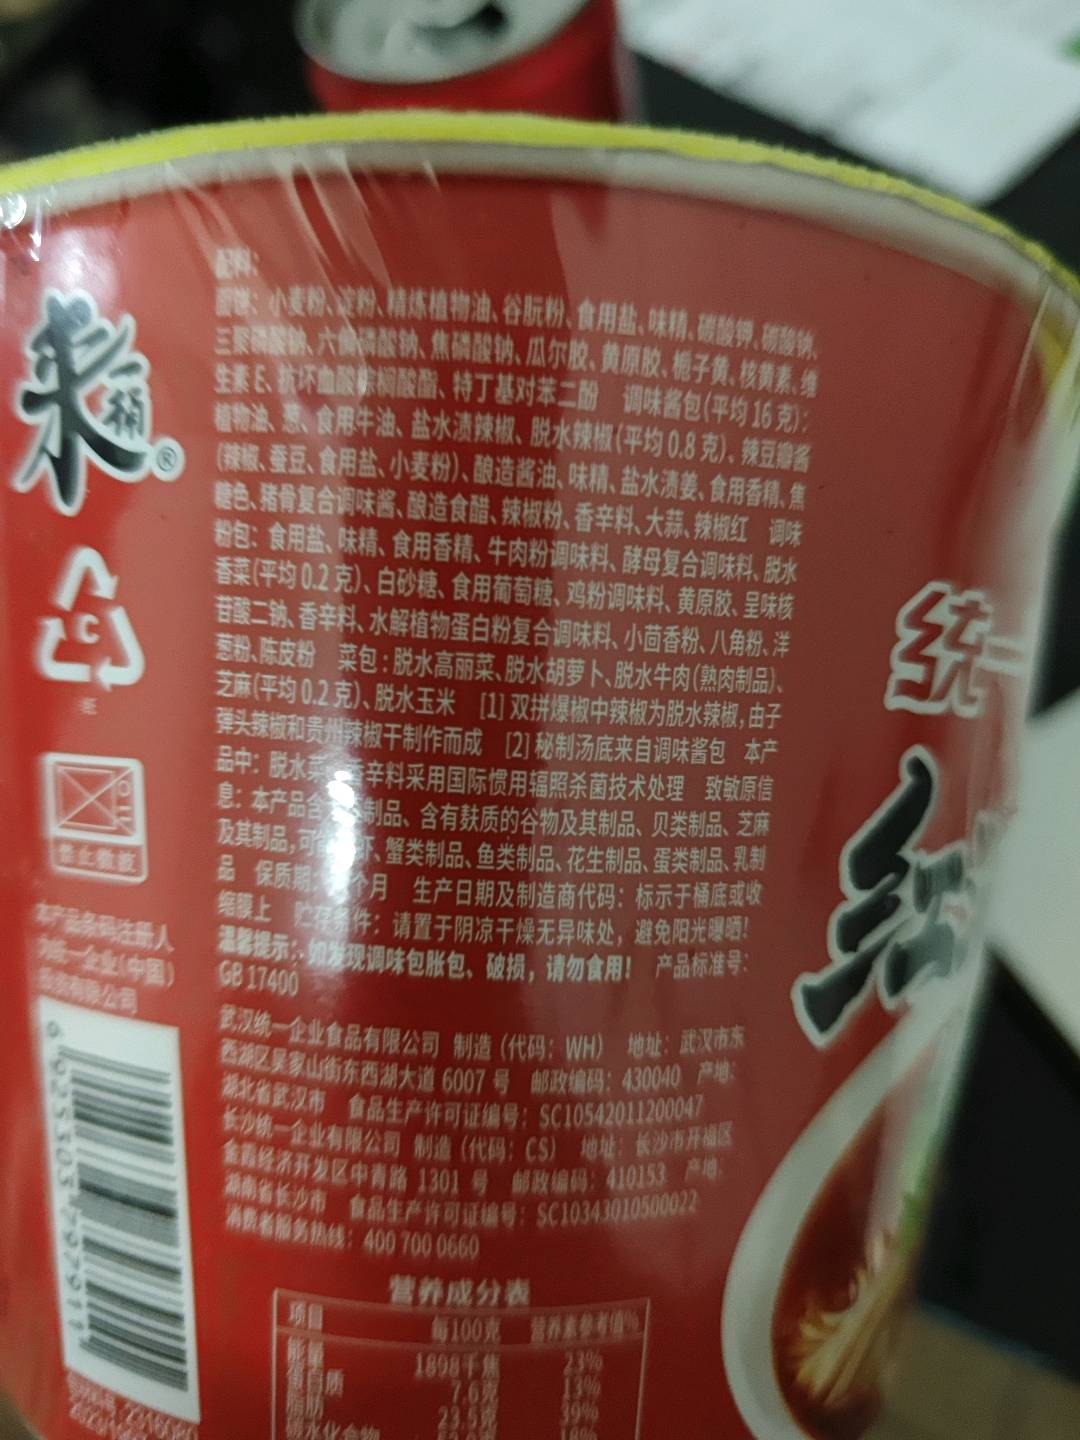 来一桶®
C
纸
禁止微波
本产品条码注册人
为统一企业(中国)
投资有限公司
6 925303 797911
配料:
面饼: 小麦粉、淀粉、精炼植物油、谷朊粉、食用盐、味精、碳酸钾、碳酸钠、
三聚磷酸钠、六偏磷酸钠、焦磷酸钠、瓜尔胶、黄原胶、栀子黄、核黄素、维
生素 E、抗坏血酸棕榈酸酯、特丁基对苯二酚 调味酱包(平均 16 克):
植物油、葱、食用牛油、盐水渍辣椒、脱水辣椒(平均 0.8 克)、辣豆瓣酱
(辣椒、蚕豆、食用盐、小麦粉)、酿造酱油、味精、盐水渍姜、食用香精、焦
糖色、猪骨复合调味酱、酿造食醋、辣椒粉、香辛料、大蒜、辣椒红 调味
粉包: 食用盐、味精、食用香精、牛肉粉调味料、酵母复合调味料、脱水
香菜(平均 0.2 克)、白砂糖、食用葡萄糖、鸡粉调味料、黄原胶、呈味核
苷酸二钠、香辛料、水解植物蛋白粉复合调味料、小茴香粉、八角粉、洋
葱粉、陈皮粉 菜包: 脱水高丽菜、脱水胡萝卜、脱水牛肉(熟肉制品)、
芝麻(平均 0.2 克)、脱水玉米 [1] 双拼爆椒中辣椒为脱水辣椒,由子
弹头辣椒和贵州辣椒干制作而成 [2] 秘制汤底来自调味酱包 本产
品中: 脱水菜 辛料采用国际惯用辐照杀菌技术处理 致敏原信
息: 本产品含 制品、含有麸质的谷物及其制品、贝类制品、芝麻
及其制品,可 虾、蟹类制品、鱼类制品、花生制品、蛋类制品、乳制
品 保质期 个月 生产日期及制造商代码: 标示于桶底或收
缩膜上 贮存条件: 请置于阴凉干燥无异味处, 避免阳光曝晒!
温馨提示: 如发现调味包胀包、破损, 请勿食用! 产品标准号:
GB 17400
武汉统一企业食品有限公司 制造 (代码: WH) 地址: 武汉市东
西湖区吴家山街东西湖大道 6007 号 邮政编码: 430040 产地:
湖北省武汉市 食品生产许可证编号: SC10542011200047
长沙统一企业有限公司 制造 (代码: CS) 地址: 长沙市开福区
金霞经济开发区中青路 1301 号 邮政编码: 410153 产地:
湖南省长沙市 食品生产许可证编号: SC10343010500022
消费者服务热线: 400 700 0660
营养成分表
项目 每100克 营养素参考值%
能量 1898千焦 23%
蛋白质 7.6克 13%
脂肪 23.5克 39%
碳水化合物 18%
统一
红